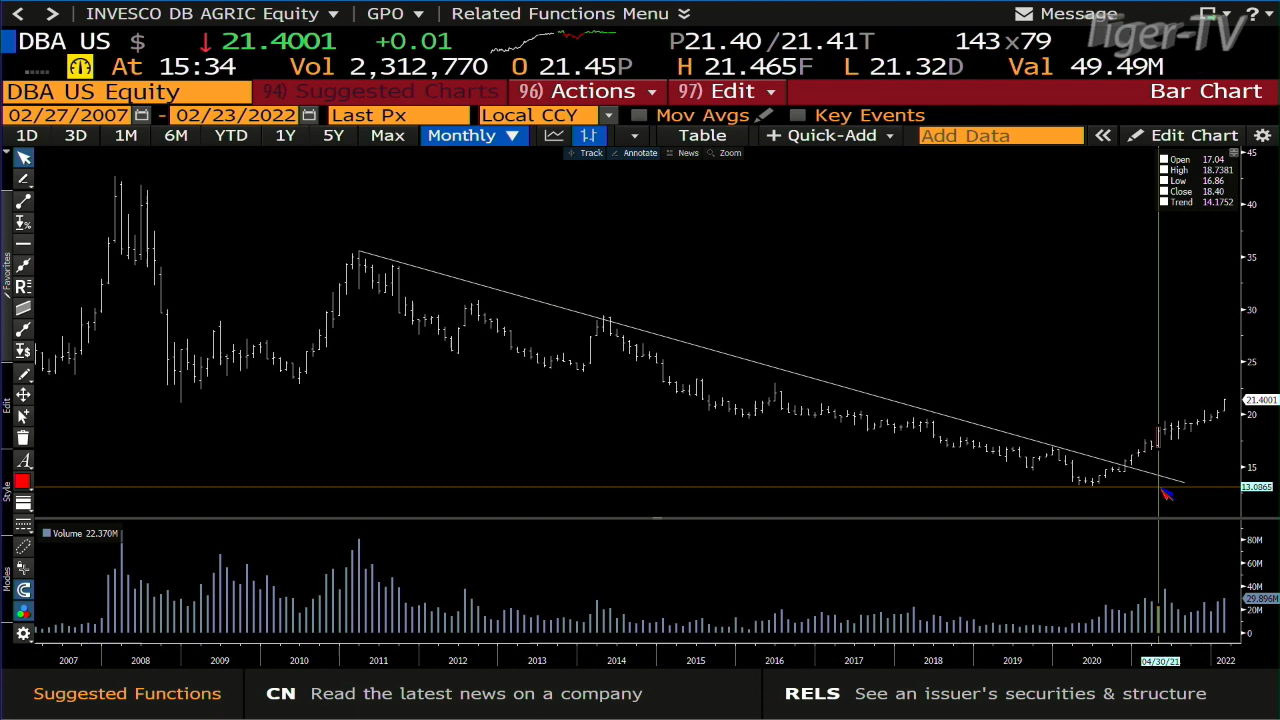 INVESCO DB AGRIC Equity GPO Related Functions Menu Message ?
Tiger-TV
DBA US $ 21.4001 +0.01 P21.40 /21.41T 143 x79
At 15:34 Vol 2,312,770 O 21.45P H 21.465F L 21.32D Val 49.49M
DBA US Equity 94) Suggested Charts 96) Actions 97) Edit Bar Chart
02/27/2007 - 02/23/2022 Last Px Local CCY Mov Avgs Key Events
1D 3D 1M 6M YTD 1Y 5Y Max Monthly ▼ Table + Quick-Add Add Data « Edit Chart
Track Annotate News Zoom
Open 17.04
High 18.7381
Low 16.86
Close 18.40
Trend 14.1752
45
40
35
30
25
21.4001
20
15
13.0865
Favorites
Edit
Style
Modes
Volume 22.370M
80M
60M
40M
29.896M
20M
0
2007 2008 2009 2010 2011 2012 2013 2014 2015 2016 2017 2018 2019 2020 04/30/21 2022
Suggested Functions CN Read the latest news on a company RELS See an issuer's securities & structure